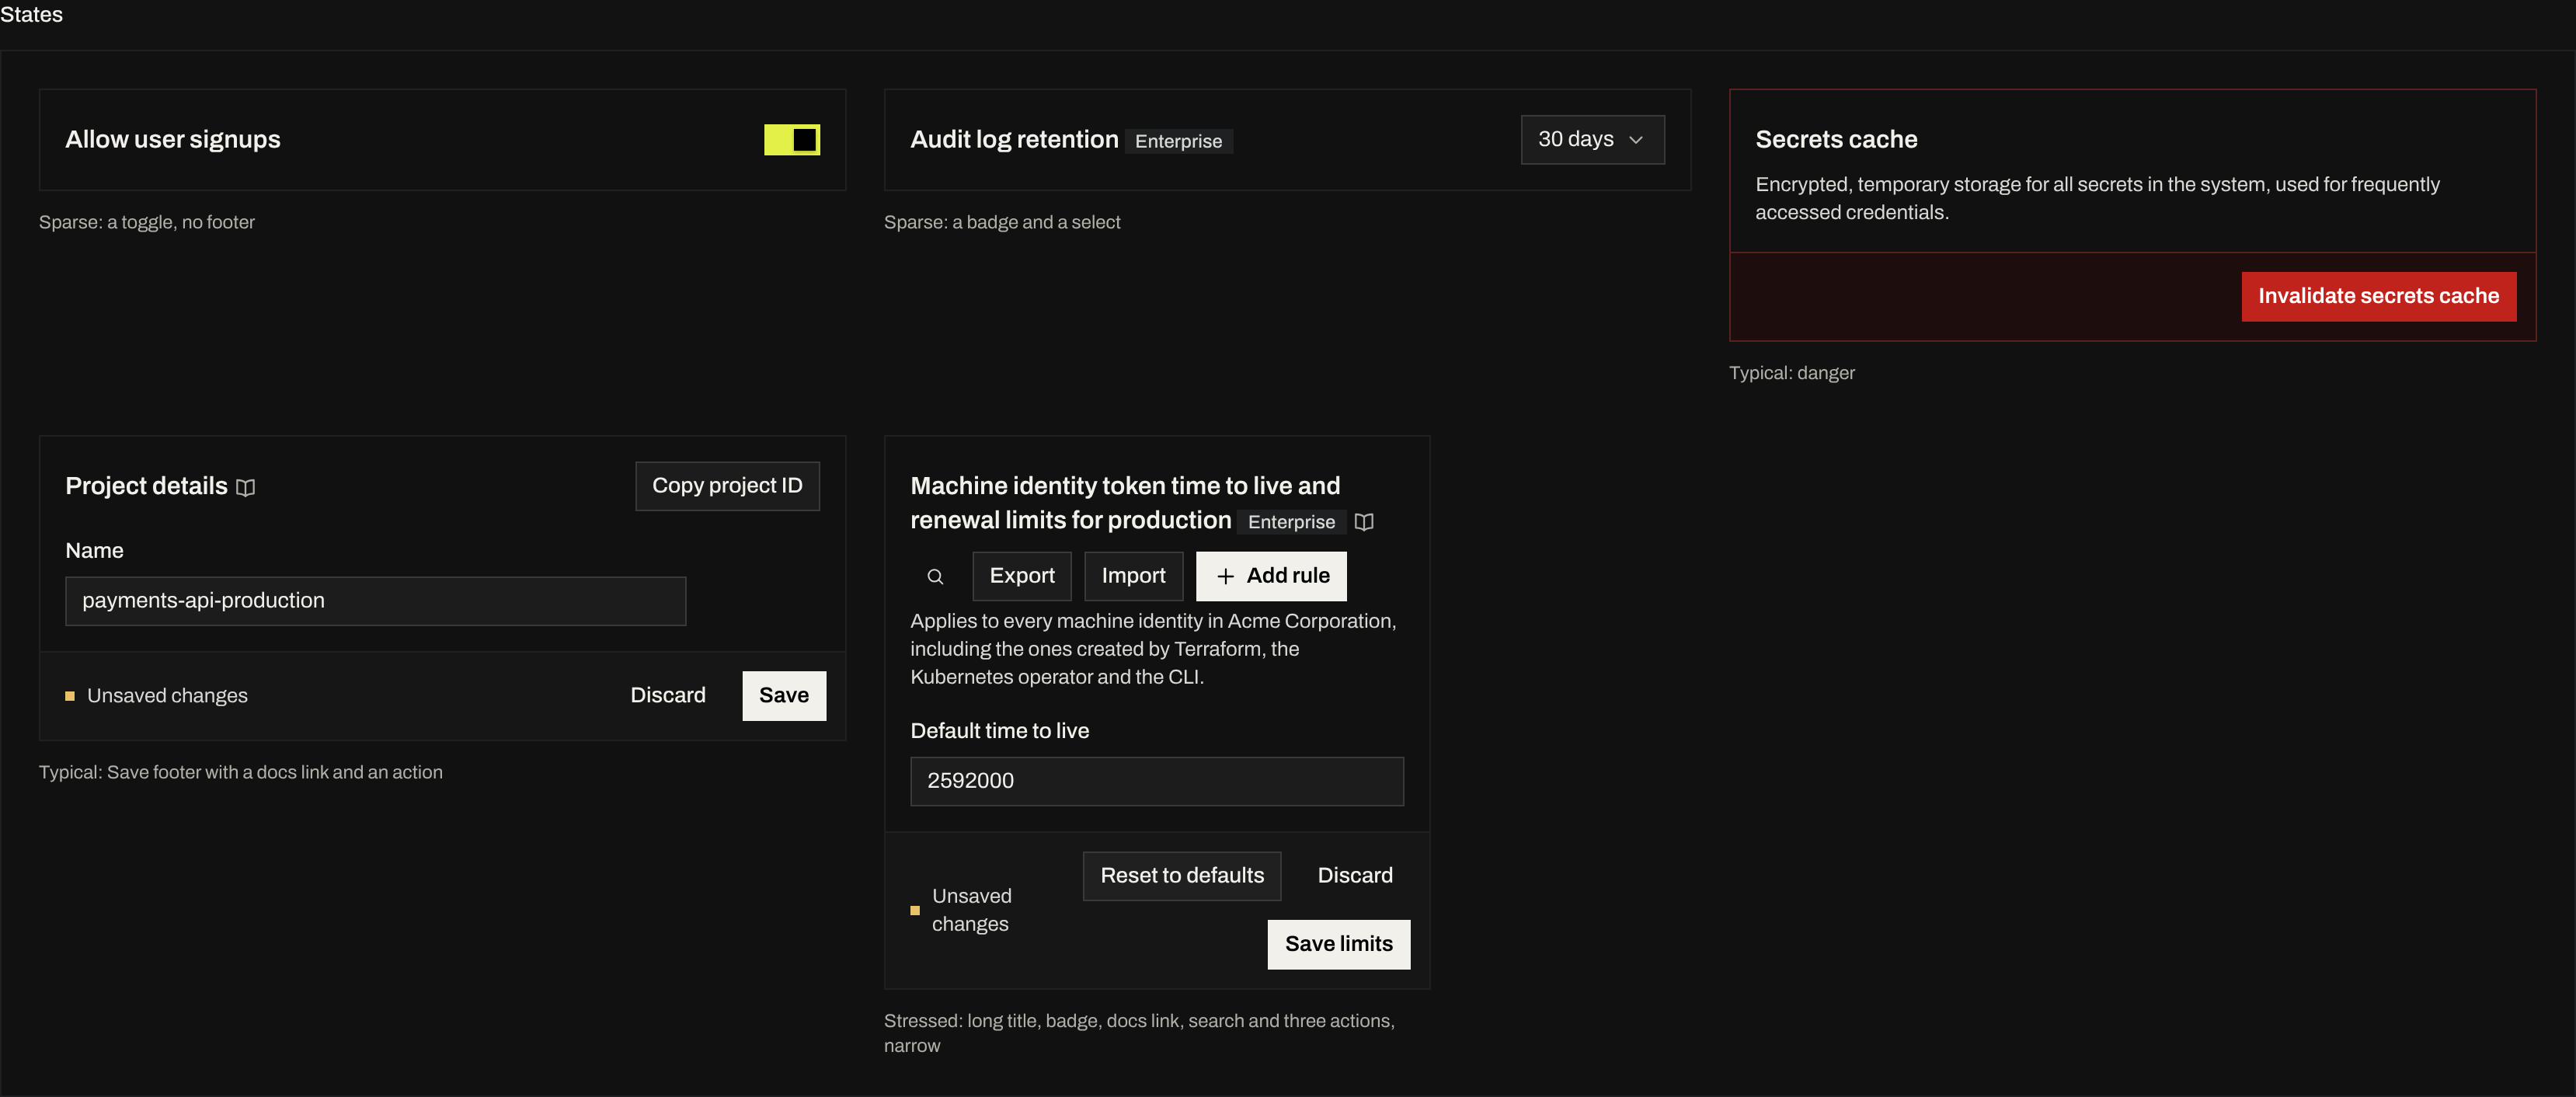 States
Allow user signups
Sparse: a toggle, no footer
Audit log retention Enterprise
30 days
Sparse: a badge and a select
Secrets cache
Encrypted, temporary storage for all secrets in the system, used for frequently
accessed credentials.
Invalidate secrets cache
Typical: danger
Project details
Copy project ID
Name
payments-api-production
Unsaved changes
Discard
Save
Typical: Save footer with a docs link and an action
Machine identity token time to live and
renewal limits for production Enterprise
Export
Import
Add rule
Applies to every machine identity in Acme Corporation,
including the ones created by Terraform, the
Kubernetes operator and the CLI.
Default time to live
2592000
Unsaved
changes
Reset to defaults
Discard
Save limits
Stressed: long title, badge, docs link, search and three actions,
narrow